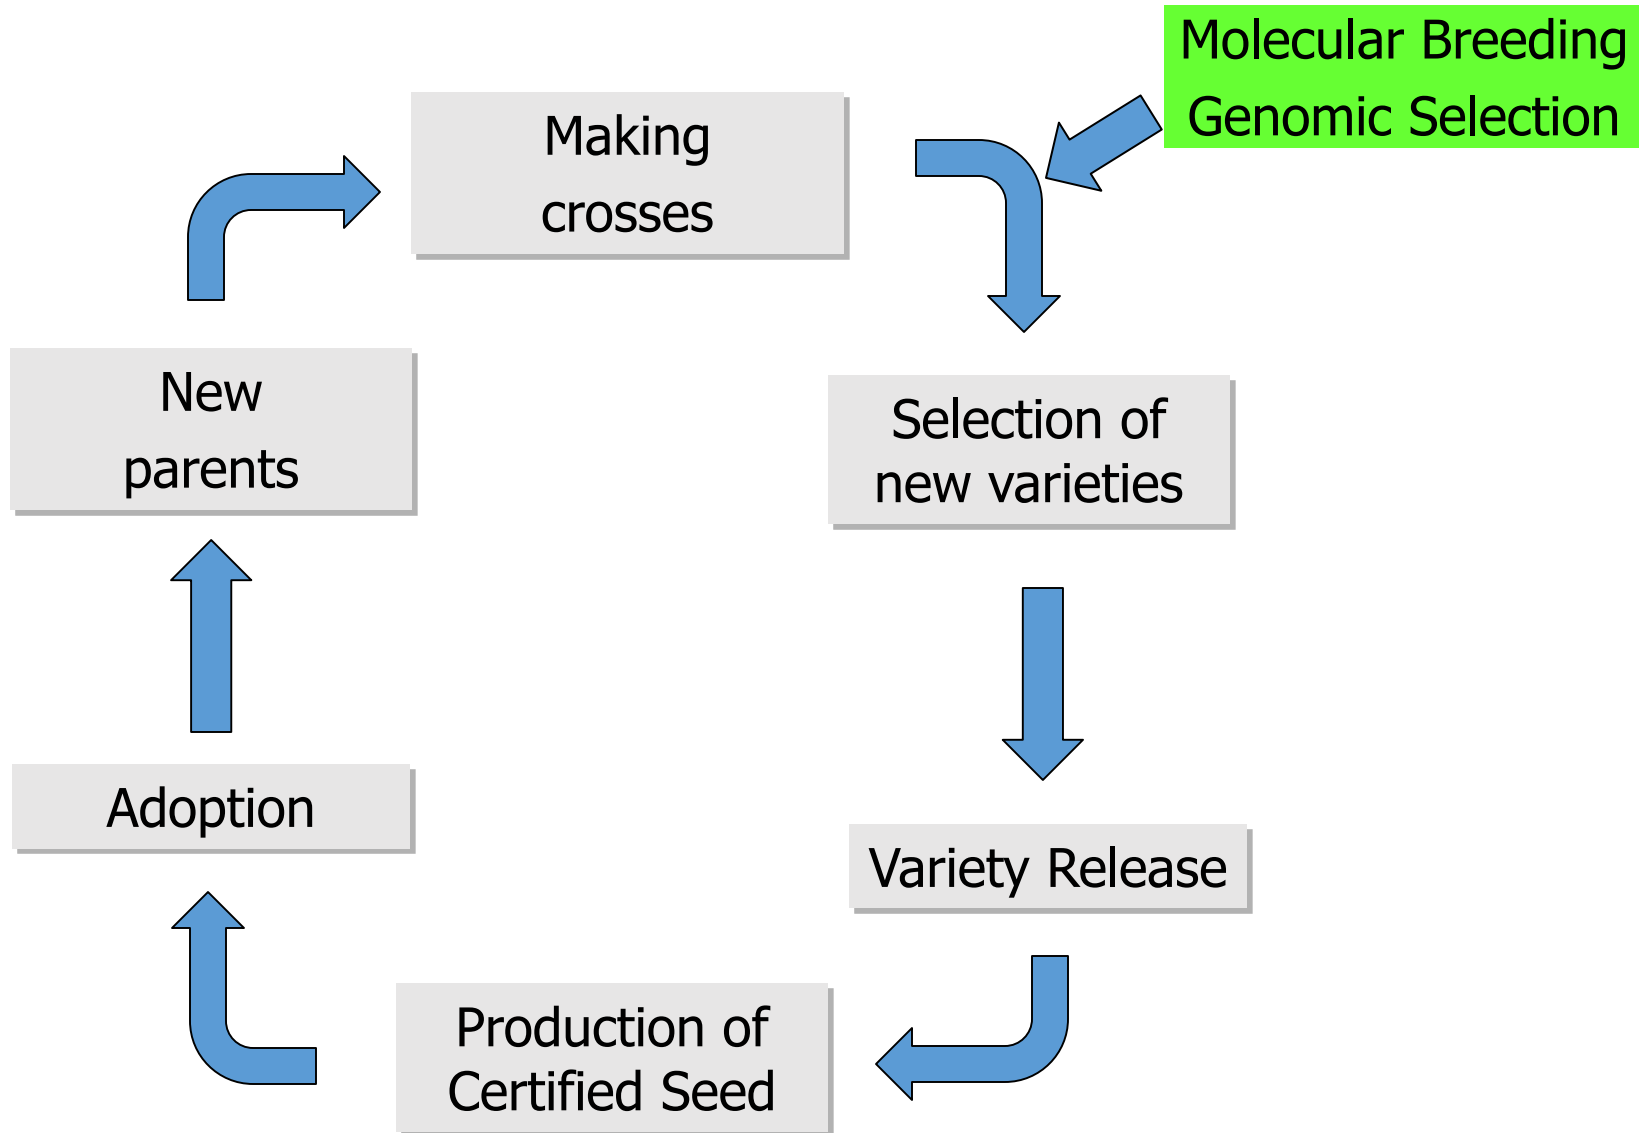 Molecular Breeding
Genomic Selection
Making
crosses
New
parents
Selection of
new varieties
Adoption
Variety Release
Production of
Certified Seed